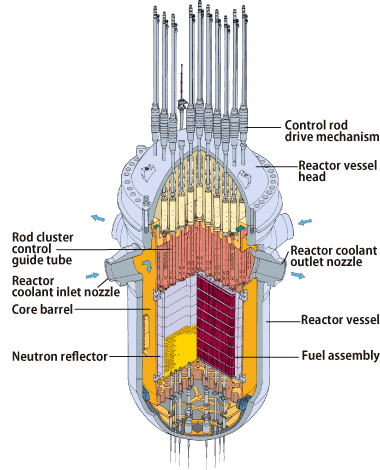 Control rod
drive mechanism
Reactor vessel
head
Rod cluster
control
guide tube
Reactor coolant
outlet nozzle
Reactor
coolant inlet nozzle
Core barrel
Reactor vessel
Neutron reflector
Fuel assembly